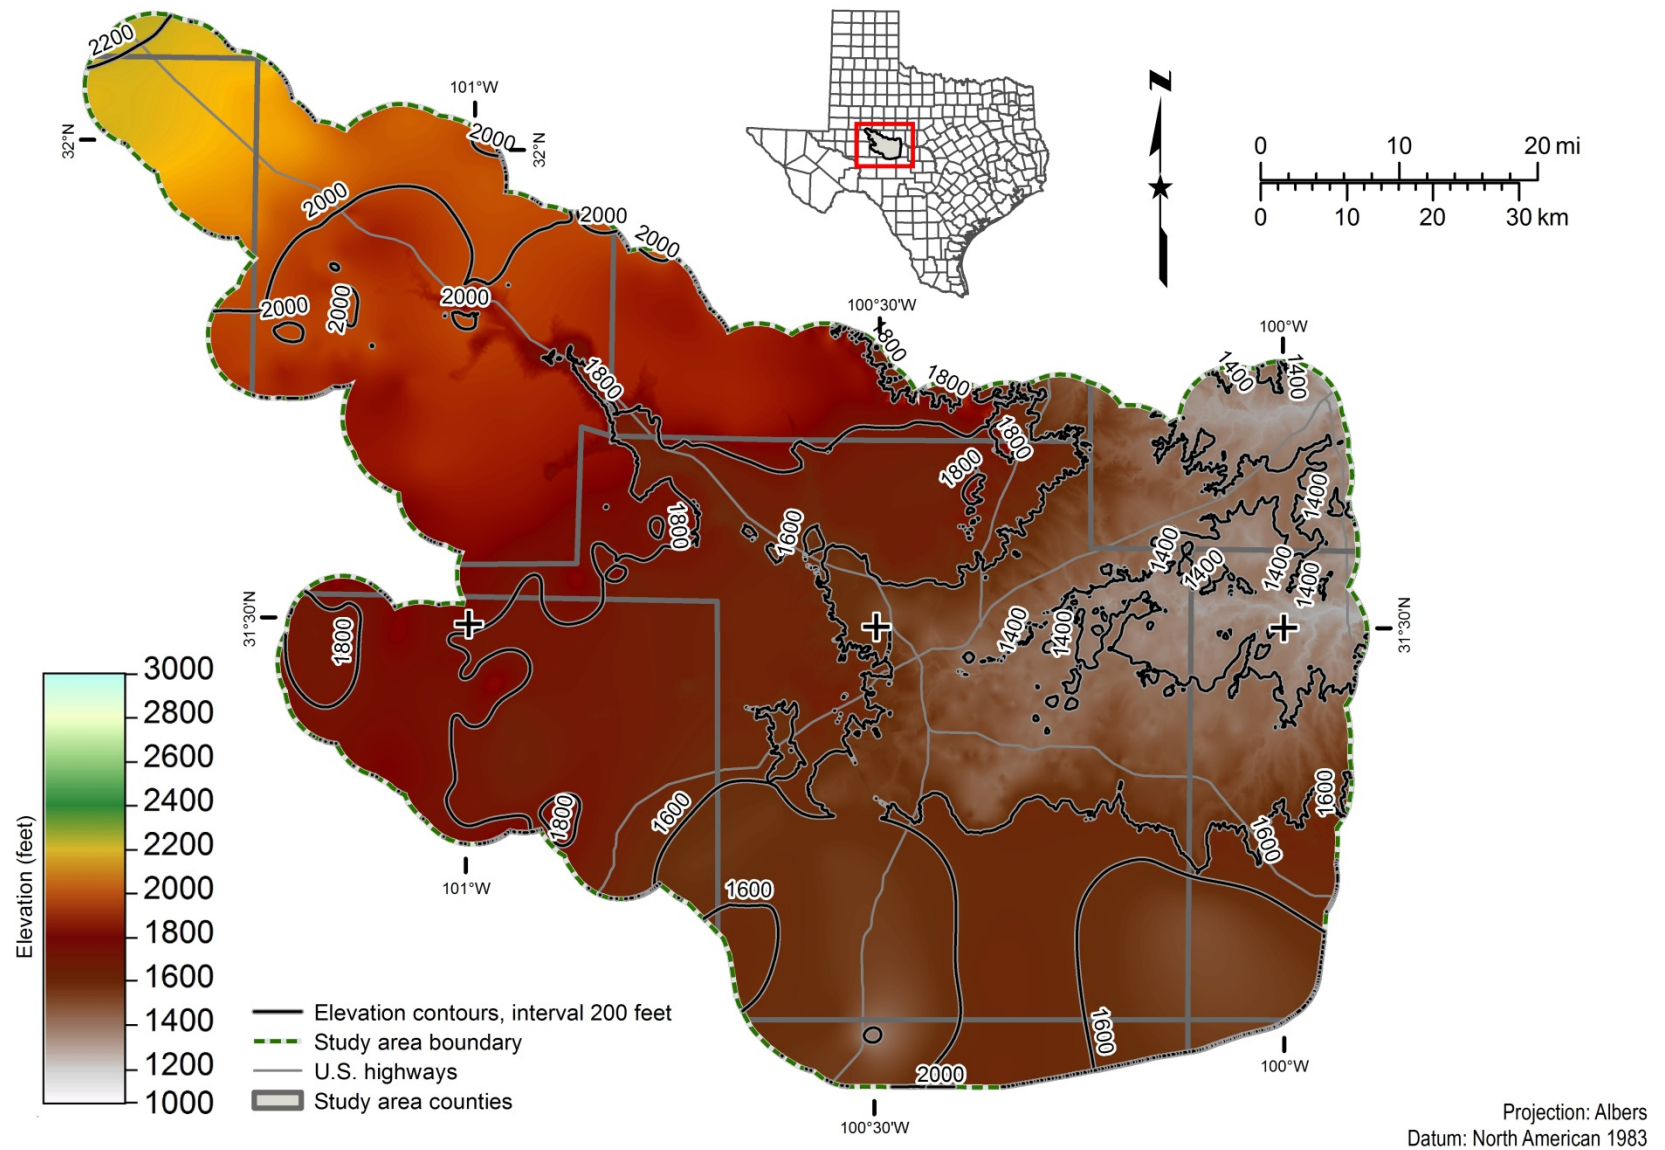 2200
101°W
32°N
2000
32°N
2000
2000
2000
2000
2000
2000
1800
N
0 10 20 mi
0 10 20 30 km
100°30'W
1800
1800
100°W
1400
1400
1800
1800
1800
1600
1400
1400
1400
1400
1400
31°30'N
1800
1400
1400
31°30'N
1800
1600
1600
1600
101°W
1600
1600
2000
100°30'W
100°W
Elevation (feet)
3000
2800
2600
2400
2200
2000
1800
1600
1400
1200
1000
Elevation contours, interval 200 feet
Study area boundary
U.S. highways
Study area counties
Projection: Albers
Datum: North American 1983